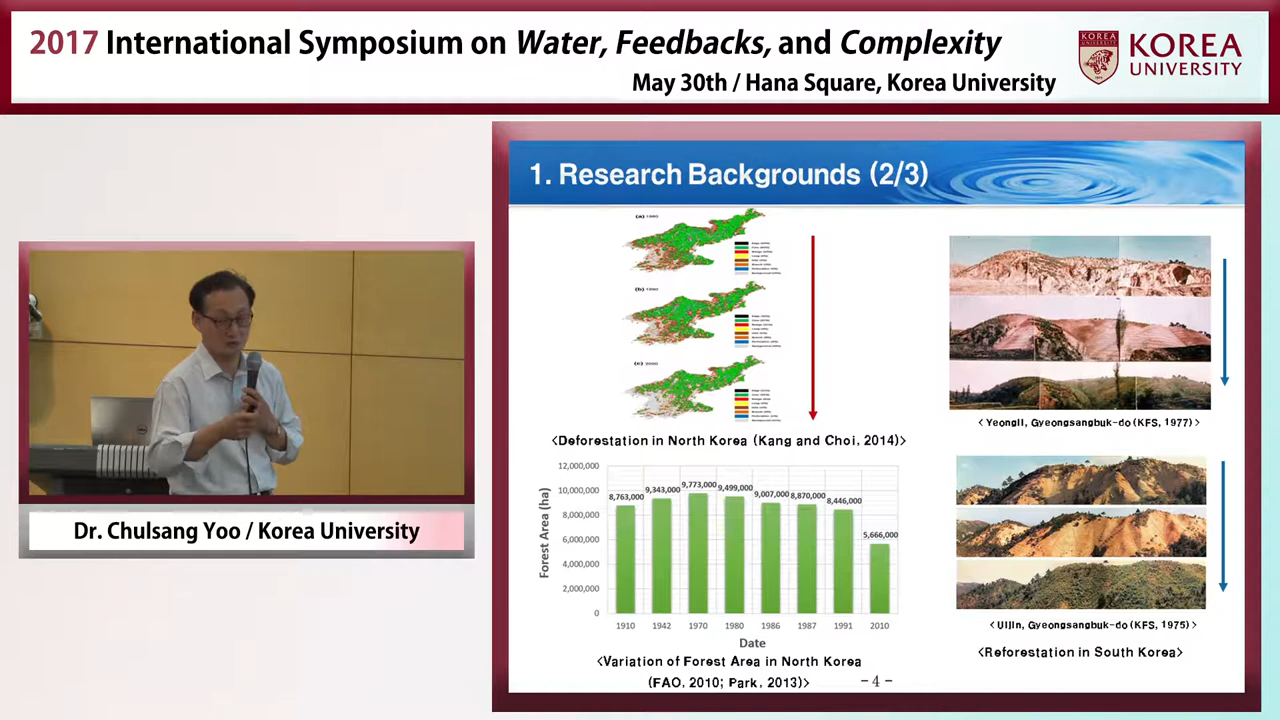 2017 International Symposium on Water, Feedbacks, and Complexity
May 30th / Hana Square, Korea University
KOREA
KOREA
UNIVERSITY
1. Research Backgrounds (2/3)
(a) 1980
(b) 1990
(c) 2000
<Deforestation in North Korea (Kang and Choi, 2014)>
12,000,000
10,000,000
8,000,000
6,000,000
4,000,000
2,000,000
0
Forest Area (ha)
8,763,000
9,343,000
9,773,000
9,499,000
9,007,000
8,870,000
8,446,000
5,666,000
1910 1942 1970 1980 1986 1987 1991 2010
Date
<Variation of Forest Area in North Korea
(FAO, 2010; Park, 2013)>
< Yeongil, Gyeongsangbuk-do (KFS, 1977) >
< Uljin, Gyeongsangbuk-do (KFS, 1975) >
<Reforestation in South Korea>
- 4 -
Dr. Chulsang Yoo / Korea University